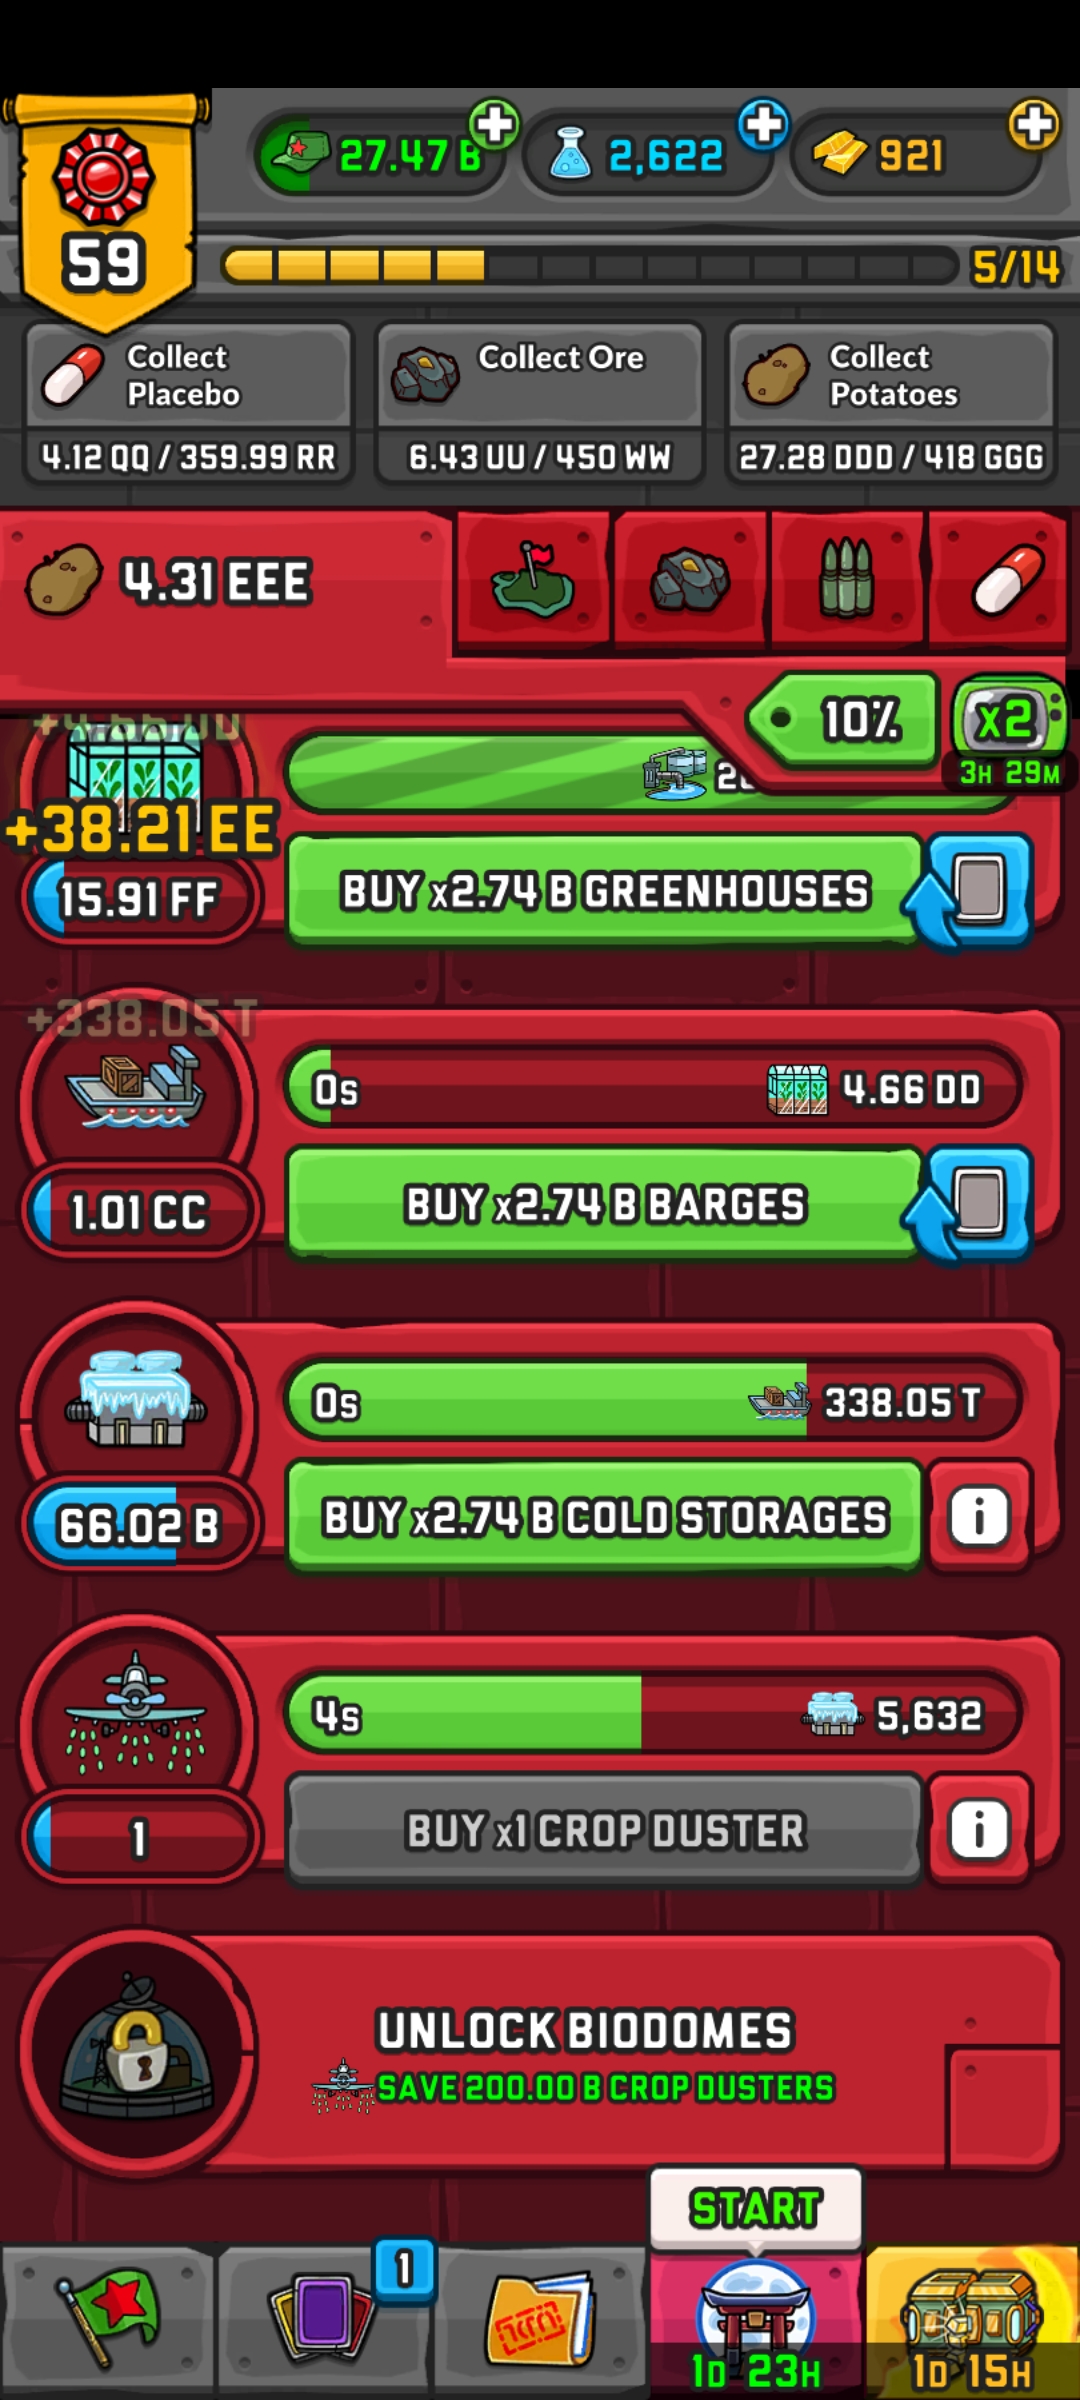 59
27.47 B
2,622
921
5/14
Collect
Placebo
4.12 QQ / 359.99 RR
Collect Ore
6.43 UU / 450 WW
Collect
Potatoes
27.28 DDD / 418 GGG
4.31 EEE
10%
x2
3H 29M
+38.21 EE
15.91 FF
BUY x2.74 B GREENHOUSES
+338.05 T
0s
4.66 DD
1.01 CC
BUY x2.74 B BARGES
0s
338.05 T
66.02 B
BUY x2.74 B COLD STORAGES
i
4s
5,632
1
BUY x1 CROP DUSTER
i
UNLOCK BIODOMES
SAVE 200.00 B CROP DUSTERS
START
1
1D 23H
1D 15H